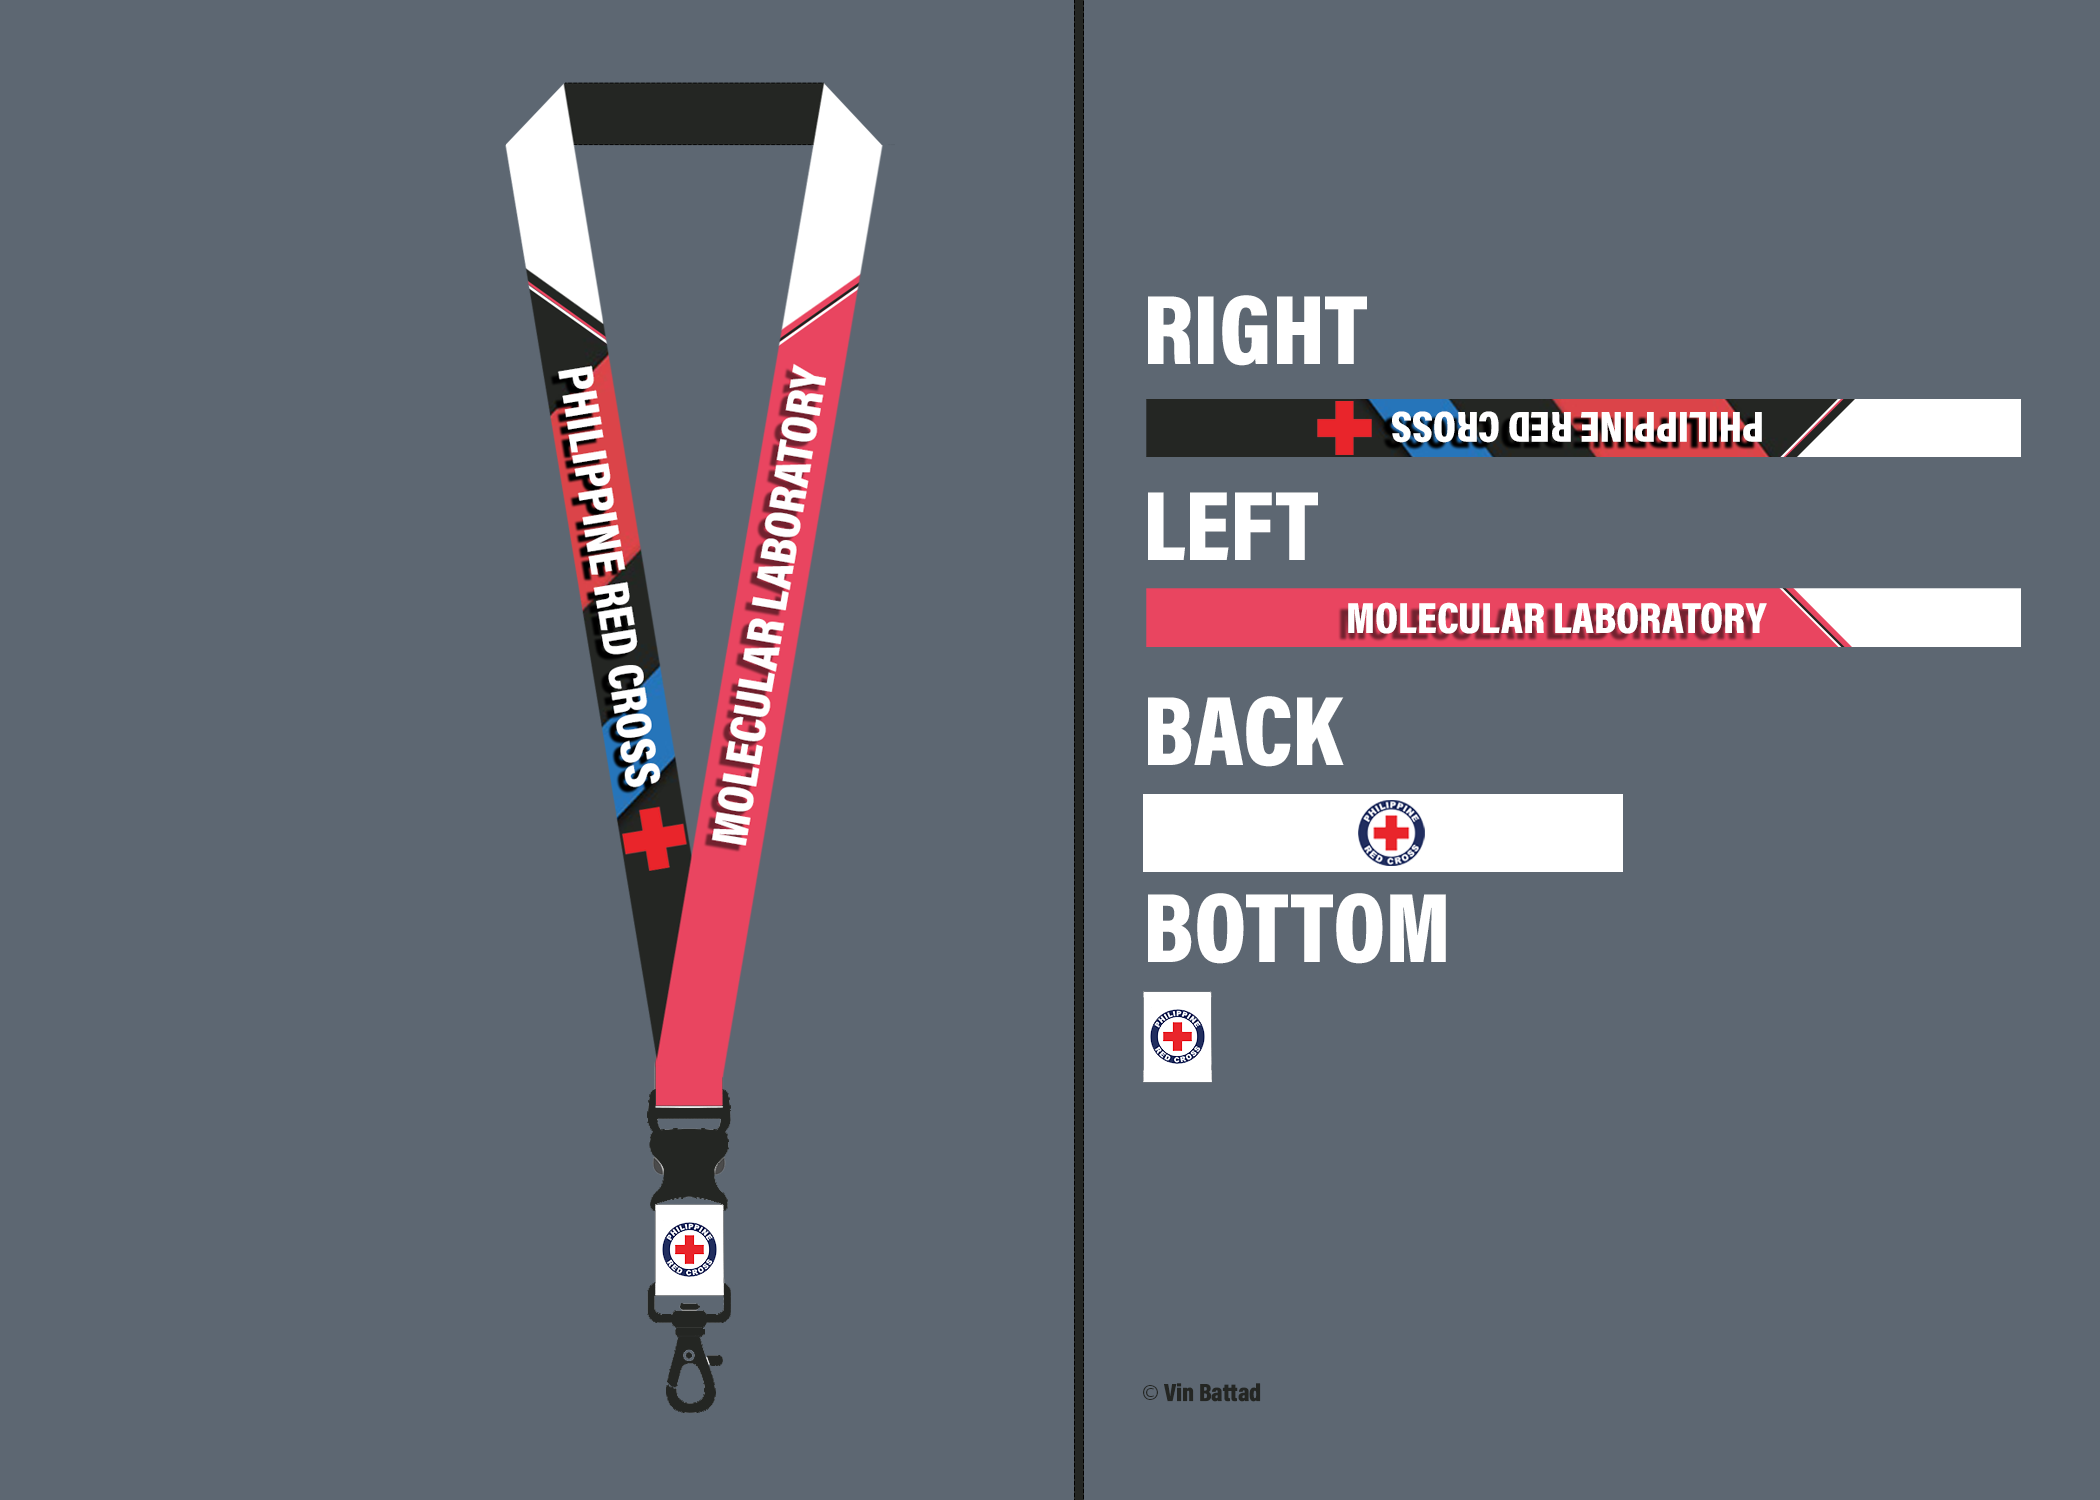 PHILIPPINE RED CROSS
MOLECULAR LABORATORY
PHILIPPINE
RED CROSS
RIGHT
PHILIPPINE RED CROSS
LEFT
MOLECULAR LABORATORY
BACK
PHILIPPINE
RED CROSS
BOTTOM
PHILIPPINE
RED CROSS
© Vin Battad